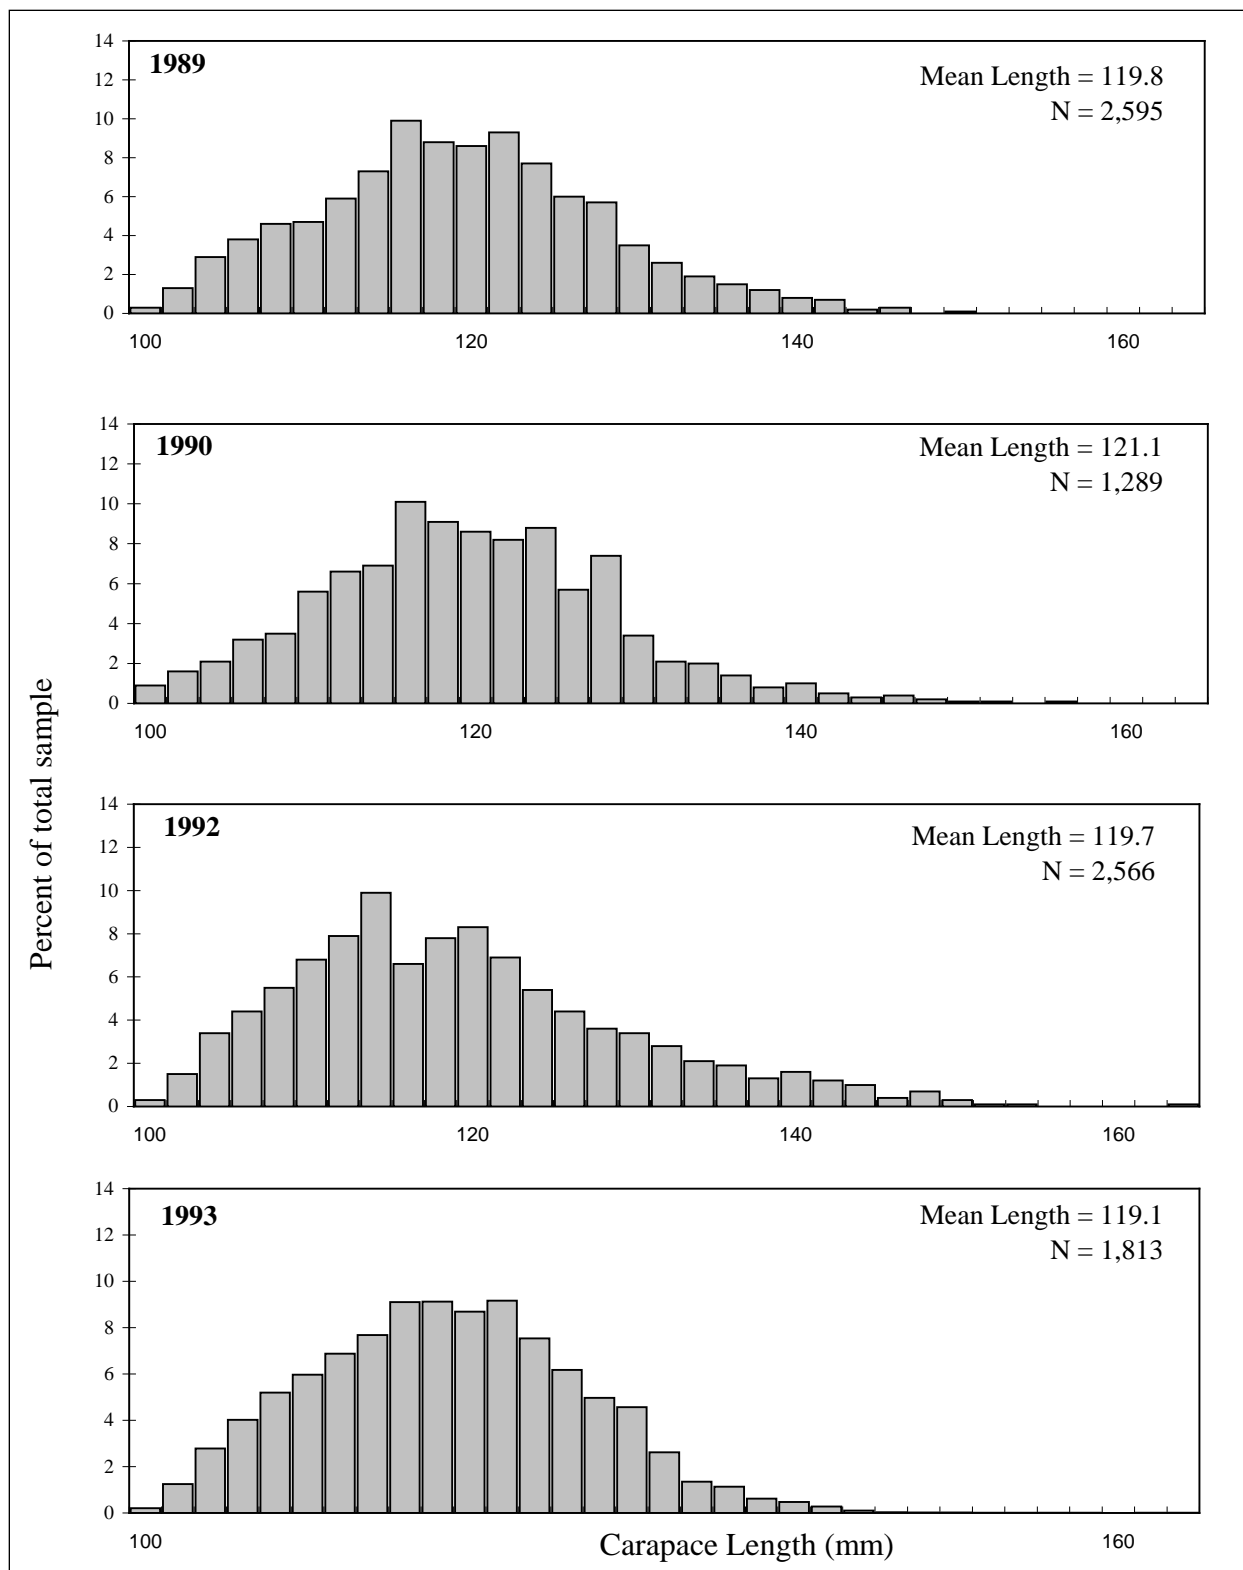 14
12
10
8
6
4
2
0
1989
Mean Length = 119.8
N = 2,595
100 120 140 160
14
12
10
8
6
4
2
0
1990
Mean Length = 121.1
N = 1,289
100 120 140 160
Percent of total sample
14
12
10
8
6
4
2
0
1992
Mean Length = 119.7
N = 2,566
100 120 140 160
14
12
10
8
6
4
2
0
1993
Mean Length = 119.1
N = 1,813
100 160
Carapace Length (mm)